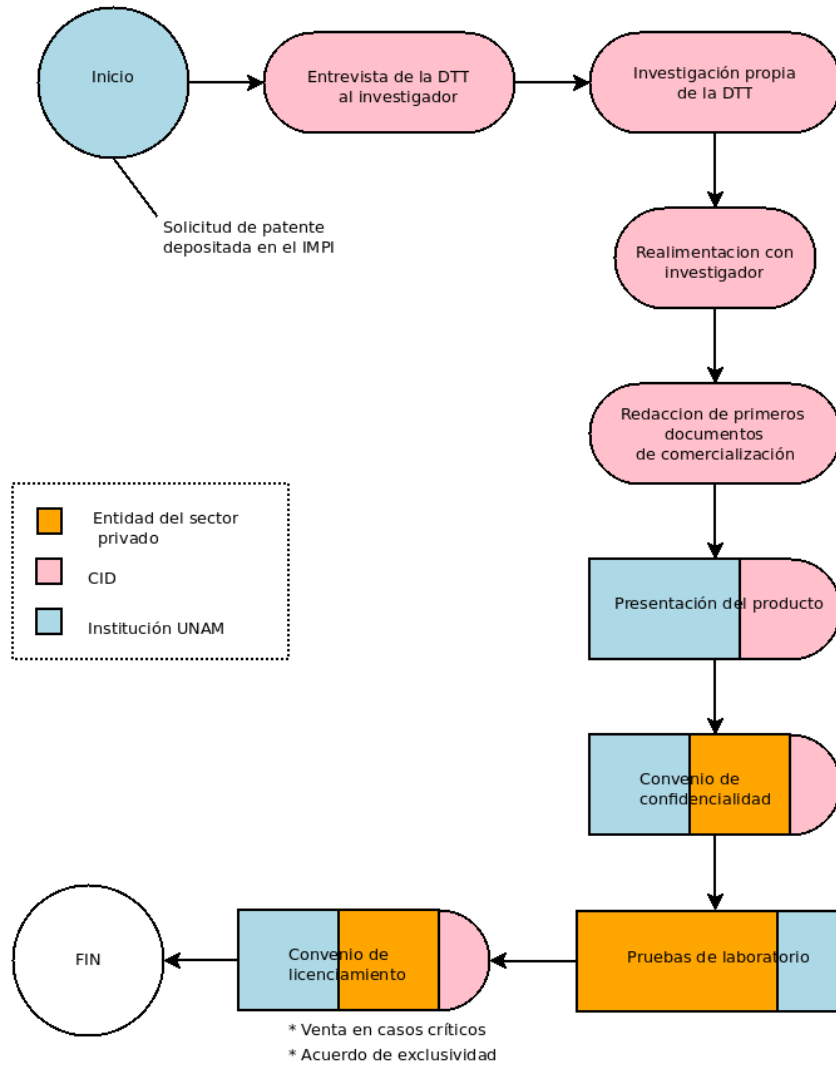 Inicio
Entrevista de la DTT
al investigador
Investigación propia
de la DTT
Solicitud de patente
depositada en el IMPI
Realimentacion con
investigador
Redaccion de primeros
documentos
de comercialización
Entidad del sector
privado
CID
Institución UNAM
Presentación del producto
Convenio de
confidencialidad
Pruebas de laboratorio
Convenio de
licenciamiento
FIN
* Venta en casos críticos
* Acuerdo de exclusividad